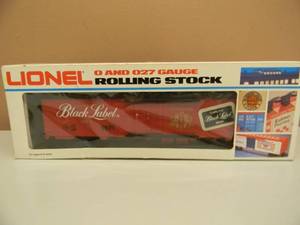 LIONEL
O AND O27 GAUGE
ROLLING STOCK
Black Label
Black Label